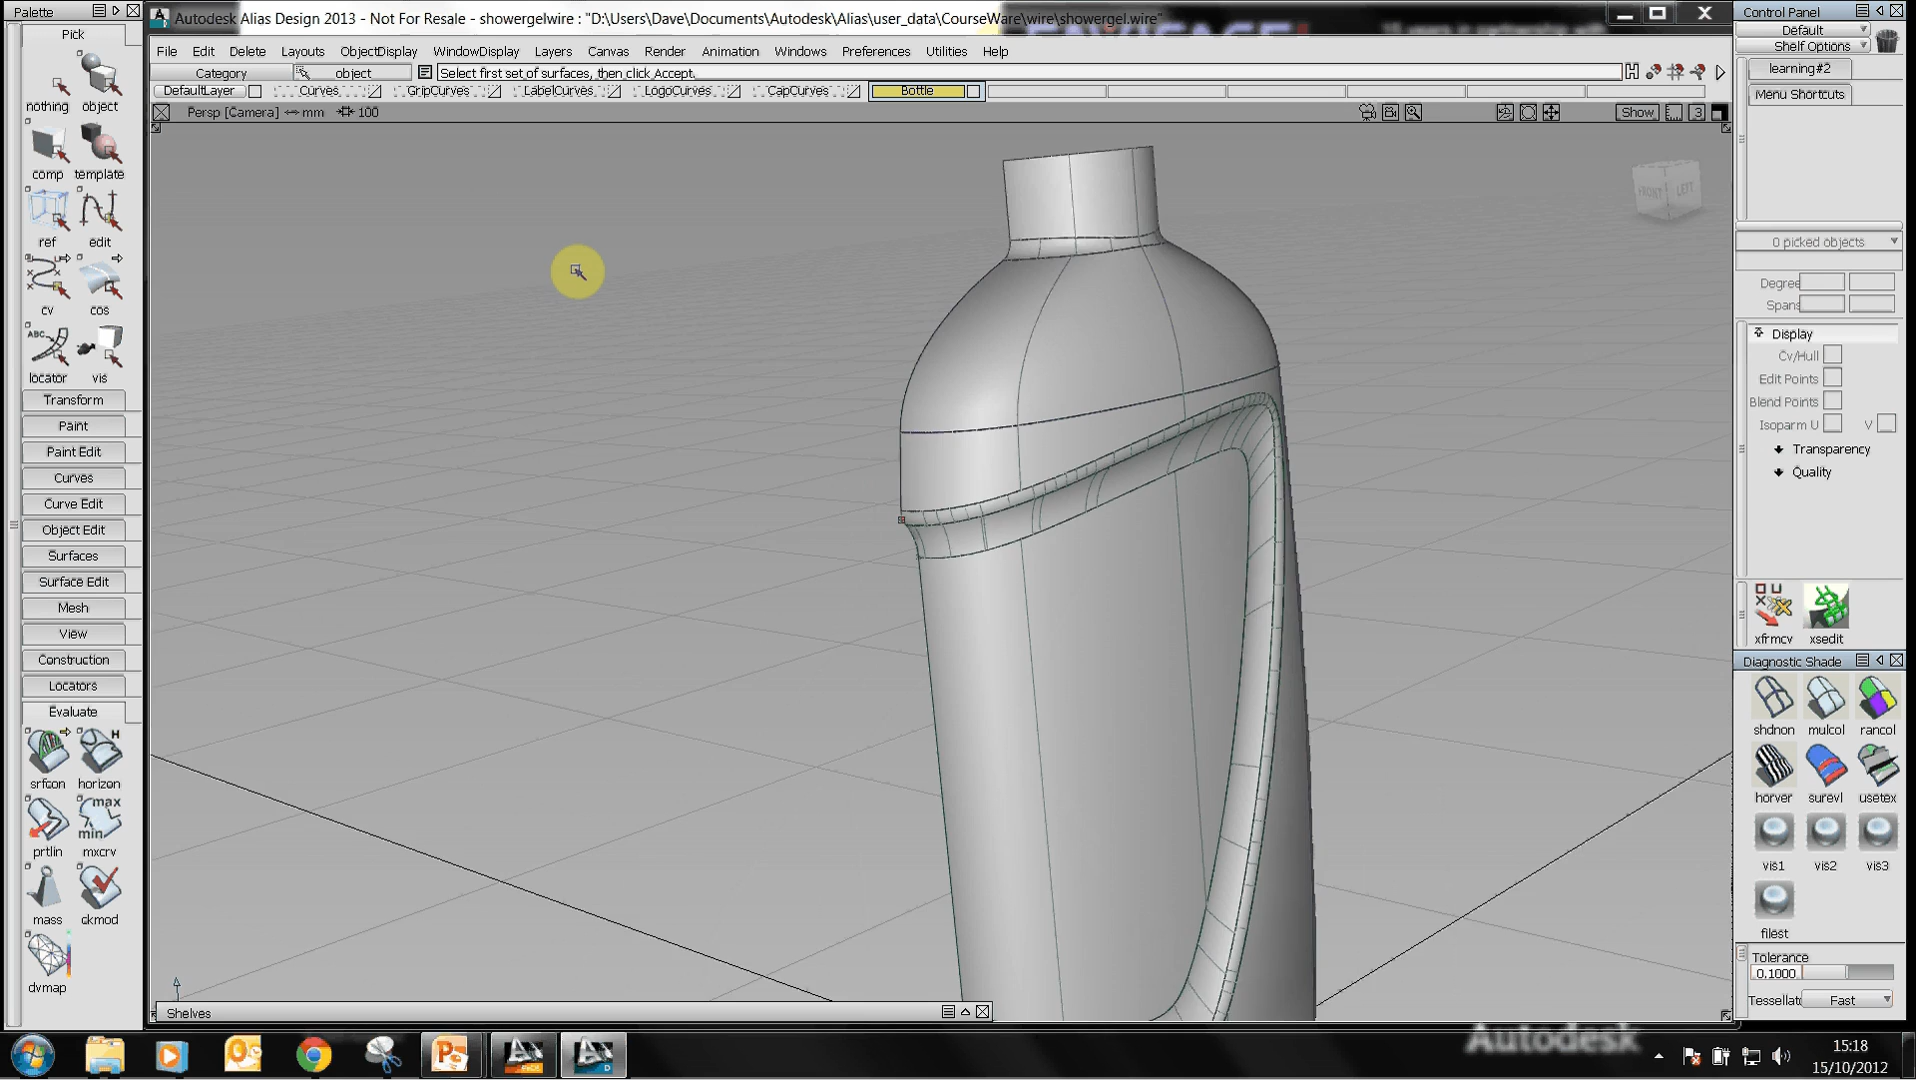 Palette
Autodesk Alias Design 2013 - Not For Resale - showergelwire : "D:\Users\Dave\Documents\Autodesk\Alias\user_data\CourseWare\wire\showergel.wire"
Control Panel
Default
Shelf Options
Pick
File Edit Delete Layouts ObjectDisplay WindowDisplay Layers Canvas Render Animation Windows Preferences Utilities Help
Category object Select first set of surfaces, then click Accept.
learning#2
DefaultLayer Curves GripCurves LabelCurves LogoCurves CapCurves Bottle
Menu Shortcuts
Persp [Camera] mm 100 Show 3
nothing object
comp template
FRONT LEFT
ref edit
0 picked objects
Degree
Spans
cv cos
Display
Cv/Hull
ABC
locator vis
Edit Points
Blend Points
Isoparm U V
Transform
Paint
Transparency
Paint Edit
Quality
Curves
Curve Edit
Object Edit
Surfaces
Surface Edit
Mesh
xfrmcv xsedit
View
Construction
Diagnostic Shade
Locators
Evaluate
shdnon mulcol rancol
H
srfcon horizon
horver surevl usetex
max
min
prtlin mxcrv
vis1 vis2 vis3
mass ckmod
filest
Tolerance
0.1000
dvmap
Tessellat Fast
Shelves
Autodesk
15:18
15/10/2012